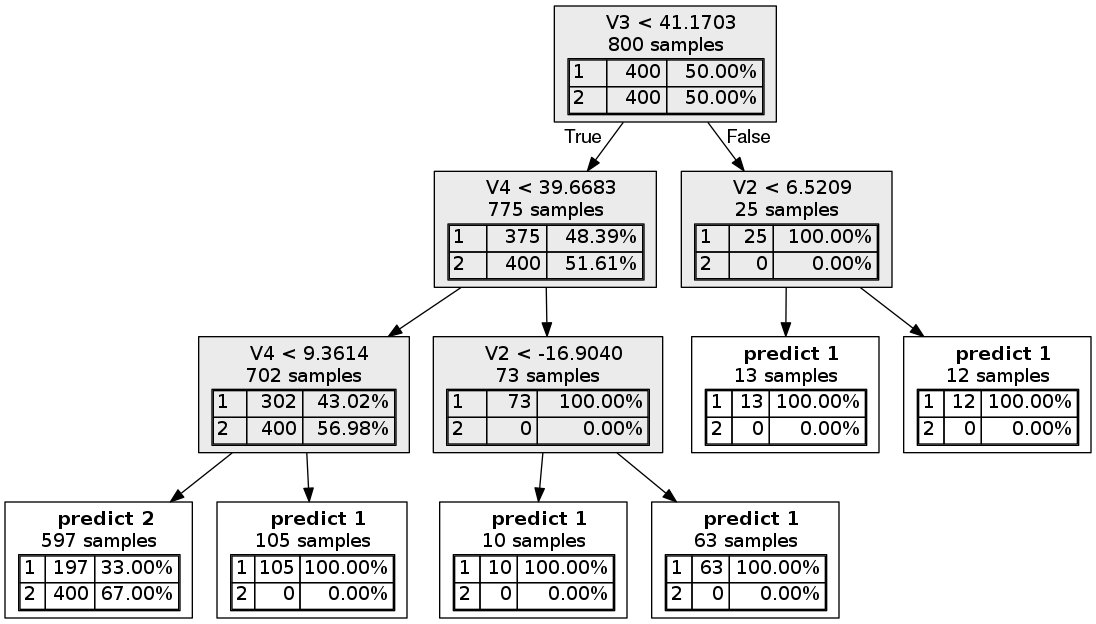 V3 < 41.1703
800 samples
1 400 50.00%
2 400 50.00%
True False
V4 < 39.6683
775 samples
1 375 48.39%
2 400 51.61%
V2 < 6.5209
25 samples
1 25 100.00%
2 0 0.00%
V4 < 9.3614
702 samples
1 302 43.02%
2 400 56.98%
V2 < -16.9040
73 samples
1 73 100.00%
2 0 0.00%
predict 1
13 samples
1 13 100.00%
2 0 0.00%
predict 1
12 samples
1 12 100.00%
2 0 0.00%
predict 2
597 samples
1 197 33.00%
2 400 67.00%
predict 1
105 samples
1 105 100.00%
2 0 0.00%
predict 1
10 samples
1 10 100.00%
2 0 0.00%
predict 1
63 samples
1 63 100.00%
2 0 0.00%